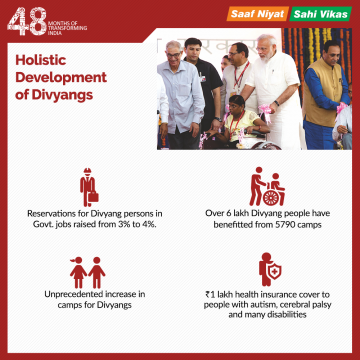 48 MONTHS OF
TRANSFORMING
INDIA
Saaf Niyat Sahi Vikas
Holistic
Development
of Divyangs
Reservations for Divyang persons in
Govt. jobs raised from 3% to 4%.
Over 6 lakh Divyang people have
benefitted from 5790 camps
Unprecedented increase in
camps for Divyangs
₹1 lakh health insurance cover to
people with autism, cerebral palsy
and many disabilities